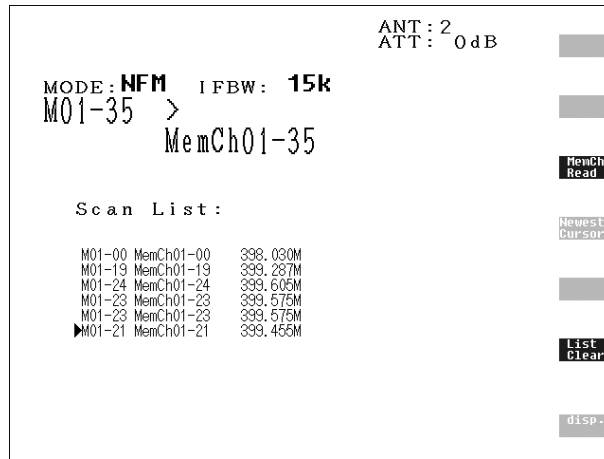 ANT:2
ATT: 0dB
MODE:NFM IFBW: 15k
M01-35 >
MemCh01-35
MemCh
Read
Scan List:
Newest
Cursor
M01-00 MemCh01-00 398.030M
M01-19 MemCh01-19 399.287M
M01-24 MemCh01-24 399.605M
M01-23 MemCh01-23 399.575M
M01-23 MemCh01-23 399.575M
M01-21 MemCh01-21 399.455M
List
Clear
disp.